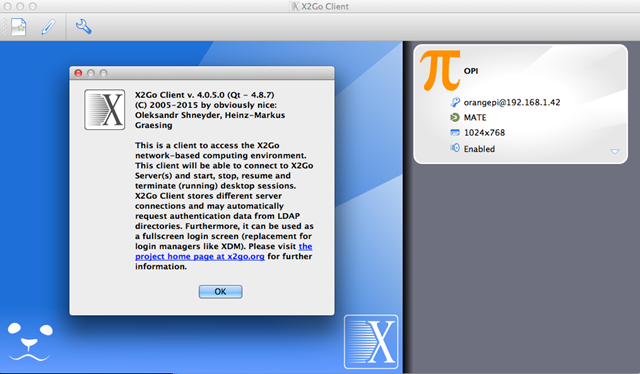 X2Go Client
X2Go Client v. 4.0.5.0 (Qt - 4.8.7)
(C) 2005-2015 by obviously nice:
Oleksandr Shneyder, Heinz-Markus
Graesing
This is a client to access the X2Go
network-based computing environment.
This client will be able to connect to X2Go
Server(s) and start, stop, resume and
terminate (running) desktop sessions.
X2Go Client stores different server
connections and may automatically
request authentication data from LDAP
directories. Furthermore, it can be used as
a fullscreen login screen (replacement for
login managers like XDM). Please visit the
project home page at x2go.org for further
information.
OK
π
OPI
orangepi@192.168.1.42
MATE
1024x768
Enabled
X
X